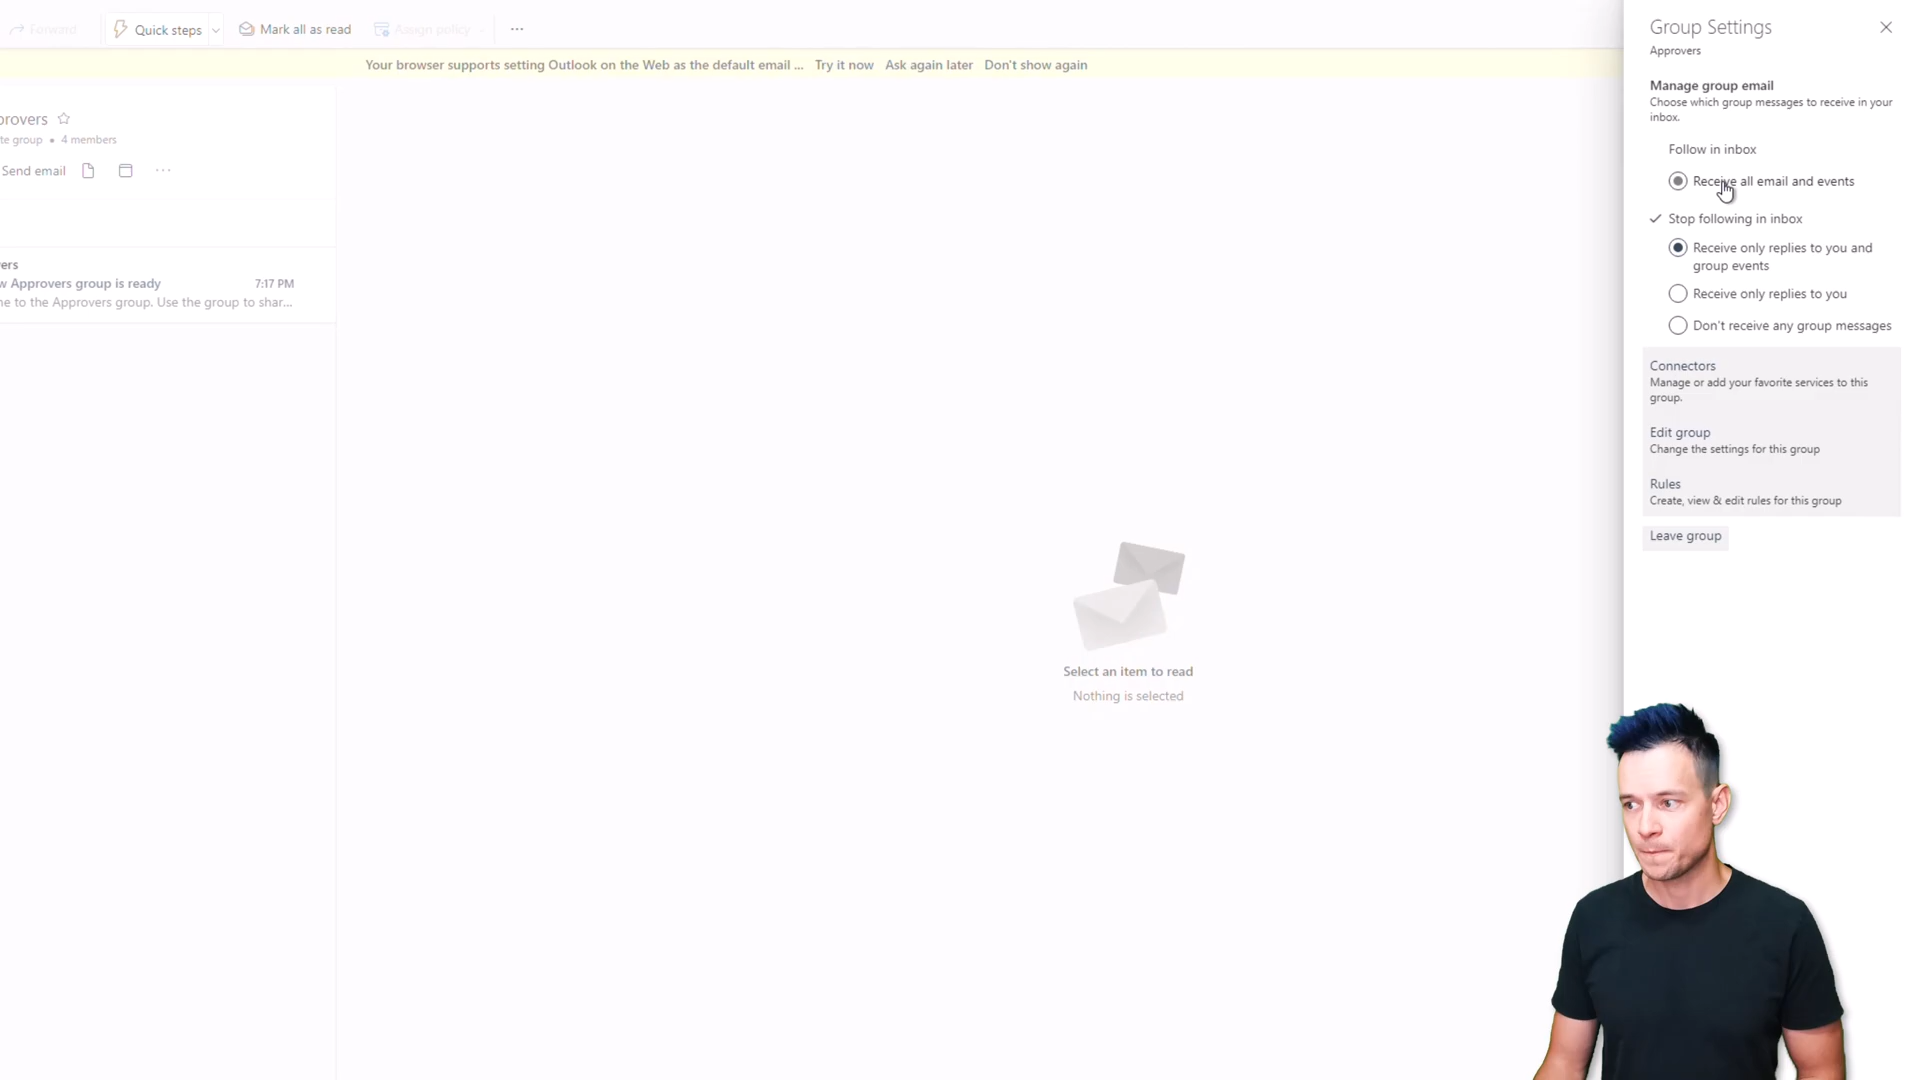 Forward
Quick steps
Mark all as read
Assign policy
...
Your browser supports setting Outlook on the Web as the default email ...
Try it now
Ask again later
Don't show again
provers
te group • 4 members
Send email
...
ers
w Approvers group is ready
7:17 PM
ne to the Approvers group. Use the group to shar...
Select an item to read
Nothing is selected
Group Settings
Approvers
Manage group email
Choose which group messages to receive in your
inbox.
Follow in inbox
Receive all email and events
Stop following in inbox
Receive only replies to you and
group events
Receive only replies to you
Don't receive any group messages
Connectors
Manage or add your favorite services to this
group.
Edit group
Change the settings for this group
Rules
Create, view & edit rules for this group
Leave group